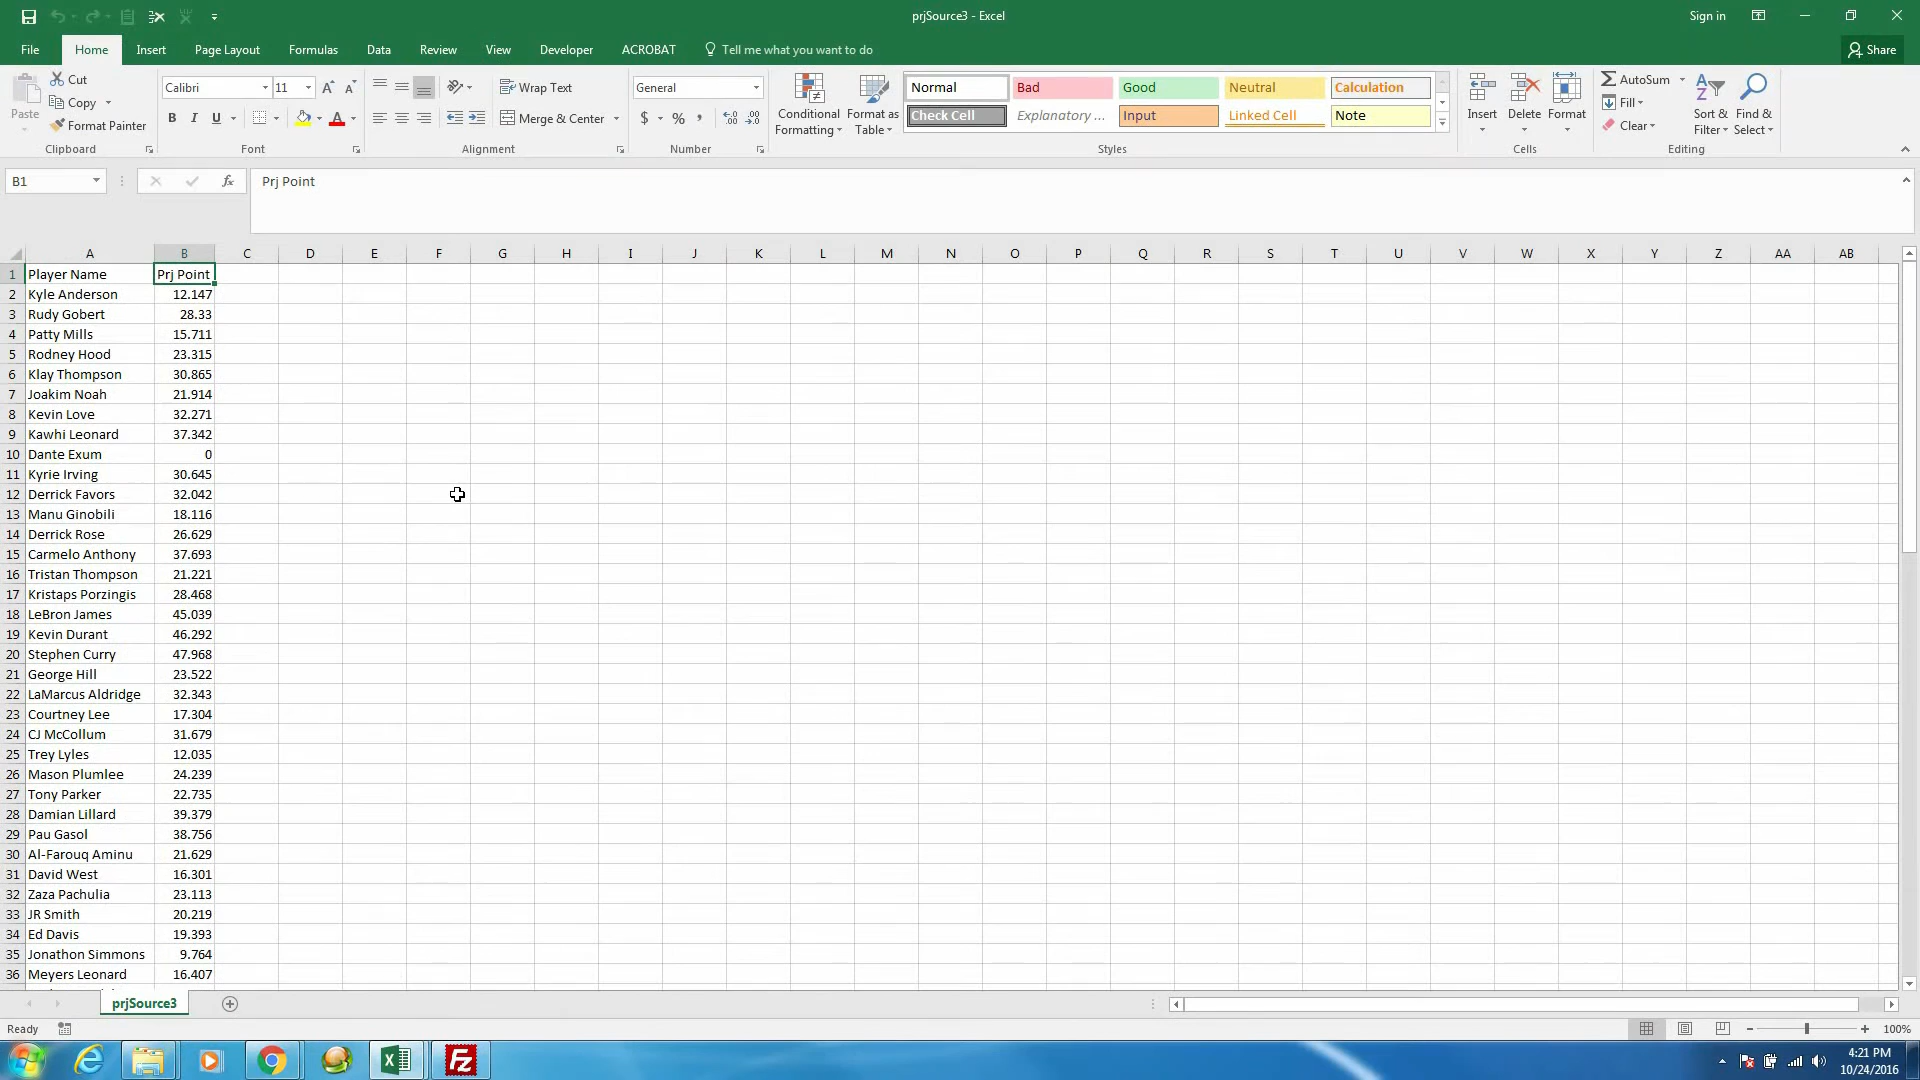 prjSource3 - Excel
Sign in
File Home Insert Page Layout Formulas Data Review View Developer ACROBAT Tell me what you want to do Share
Paste
Cut
Copy
Format Painter
Clipboard
Calibri 11
B I U
Font
Wrap Text
Merge & Center
Alignment
General
$ % ,
Number
Conditional Formatting
Format as Table
Normal Bad Good Neutral Calculation
Check Cell Explanatory ... Input Linked Cell Note
Styles
Insert Delete Format
Cells
AutoSum
Fill
Clear
Sort & Filter
Find & Select
Editing
B1 fx Prj Point
A B C D E F G H I J K L M N O P Q R S T U V W X Y Z AA AB
1 Player Name Prj Point
2 Kyle Anderson 12.147
3 Rudy Gobert 28.33
4 Patty Mills 15.711
5 Rodney Hood 23.315
6 Klay Thompson 30.865
7 Joakim Noah 21.914
8 Kevin Love 32.271
9 Kawhi Leonard 37.342
10 Dante Exum 0
11 Kyrie Irving 30.645
12 Derrick Favors 32.042
13 Manu Ginobili 18.116
14 Derrick Rose 26.629
15 Carmelo Anthony 37.693
16 Tristan Thompson 21.221
17 Kristaps Porzingis 28.468
18 LeBron James 45.039
19 Kevin Durant 46.292
20 Stephen Curry 47.968
21 George Hill 23.522
22 LaMarcus Aldridge 32.343
23 Courtney Lee 17.304
24 CJ McCollum 31.679
25 Trey Lyles 12.035
26 Mason Plumlee 24.239
27 Tony Parker 22.735
28 Damian Lillard 39.379
29 Pau Gasol 38.756
30 Al-Farouq Aminu 21.629
31 David West 16.301
32 Zaza Pachulia 23.113
33 JR Smith 20.219
34 Ed Davis 19.393
35 Jonathon Simmons 9.764
36 Meyers Leonard 16.407
prjSource3
Ready
100%
4:21 PM
10/24/2016